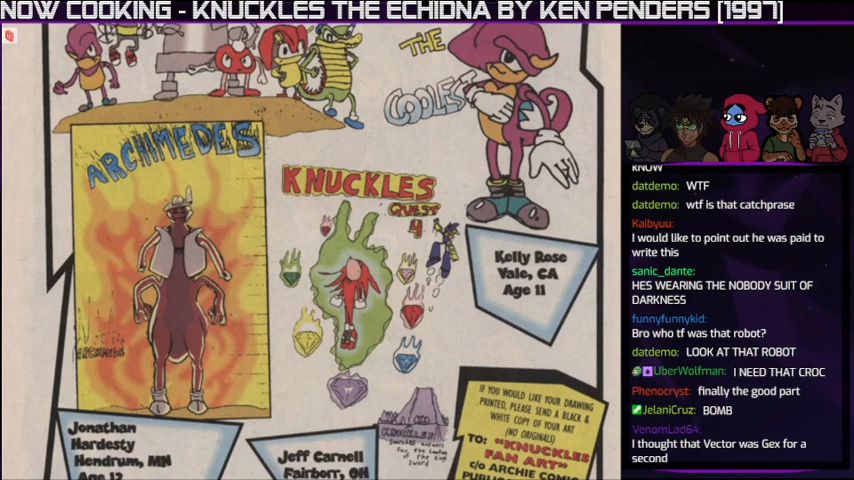 NOW COOKING - KNUCKLES THE ECHIDNA BY KEN PENDERS [1997]
THE
COOLEST
ARCHIMEDES
KNUCKLES
QUEST
4
Kelly Rose
Vale, CA
Age 11
Jonathan
Hardesty
Hendrum, MN
Age 12
Jeff Carnell
Fairborn, OH
IF YOU WOULD LIKE YOUR DRAWING
PRINTED, PLEASE SEND A BLACK &
WHITE COPY OF YOUR ART
(NO ORIGINALS)
TO: "KNUCKLES
FAN ART"
c/o ARCHIE COMIC
KNOW
datdemo: WTF
datdemo: wtf is that catchprase
Kaibyuu:
I would like to point out he was paid to
write this
sanic_dante:
HES WEARING THE NOBODY SUIT OF
DARKNESS
funnyfunnykid:
Bro who tf was that robot?
datdemo: LOOK AT THAT ROBOT
UberWolfman: I NEED THAT CROC
Phenocryst: finally the good part
JelaniCruz: BOMB
VenomLad64:
I thought that Vector was Gex for a
second